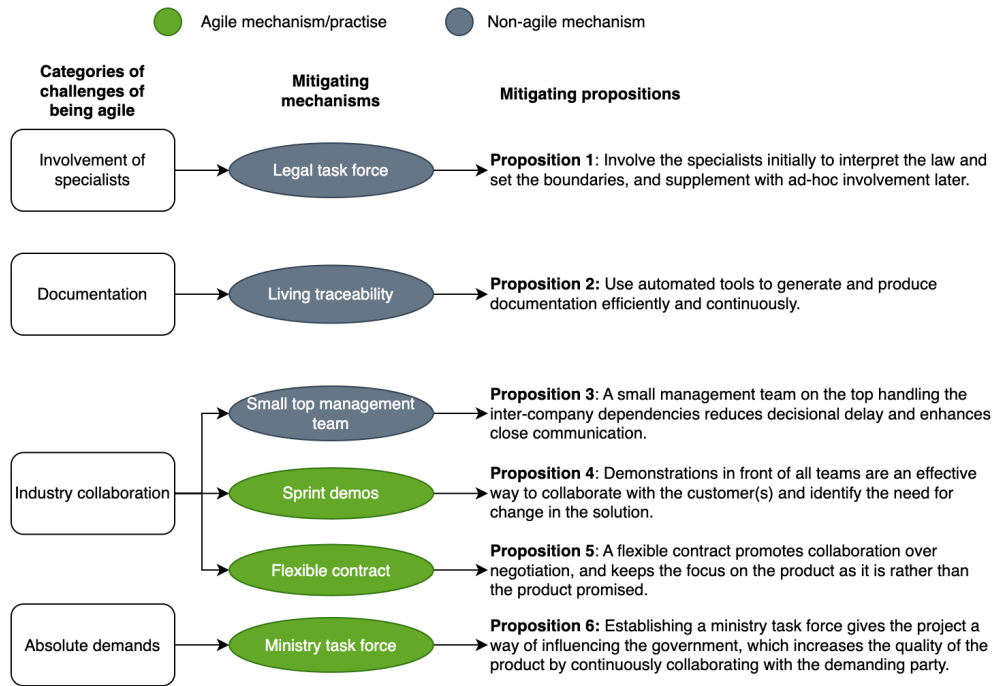 Agile mechanism/practise
Non-agile mechanism
Categories of
challenges of
being agile
Mitigating
mechanisms
Mitigating propositions
Involvement of
specialists
Legal task force
Proposition 1: Involve the specialists initially to interpret the law and
set the boundaries, and supplement with ad-hoc involvement later.
Documentation
Living traceability
Proposition 2: Use automated tools to generate and produce
documentation efficiently and continuously.
Industry collaboration
Small top management
team
Proposition 3: A small management team on the top handling the
inter-company dependencies reduces decisional delay and enhances
close communication.
Sprint demos
Proposition 4: Demonstrations in front of all teams are an effective
way to collaborate with the customer(s) and identify the need for
change in the solution.
Flexible contract
Proposition 5: A flexible contract promotes collaboration over
negotiation, and keeps the focus on the product as it is rather than
the product promised.
Absolute demands
Ministry task force
Proposition 6: Establishing a ministry task force gives the project a
way of influencing the government, which increases the quality of the
product by continuously collaborating with the demanding party.